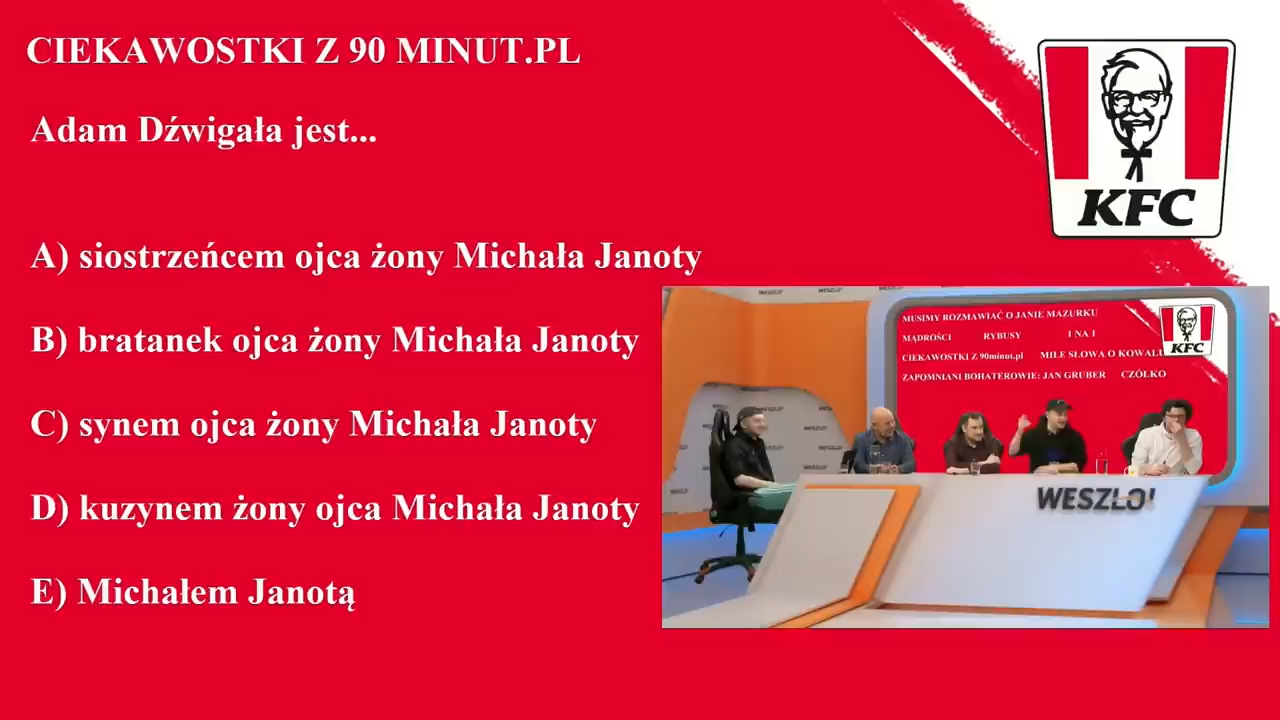 CIEKAWOSTKI Z 90 MINUT.PL
Adam Dźwigała jest...
A) siostrzeńcem ojca żony Michała Janoty
B) bratanek ojca żony Michała Janoty
C) synem ojca żony Michała Janoty
D) kuzynem żony ojca Michała Janoty
E) Michałem Janotą
KFC
WESZŁO!
MUSIMY ROZMAWIAĆ O JANIE MAZURKU
MĄDROŚCI RYBUSY 1 NA 1
CIEKAWOSTKI Z 90minut.pl MIŁE SŁOWA O
ZAPOMNIANI BOHATEROWIE: JAN GRUBER CZÓŁKO
KFC
WESZŁO!